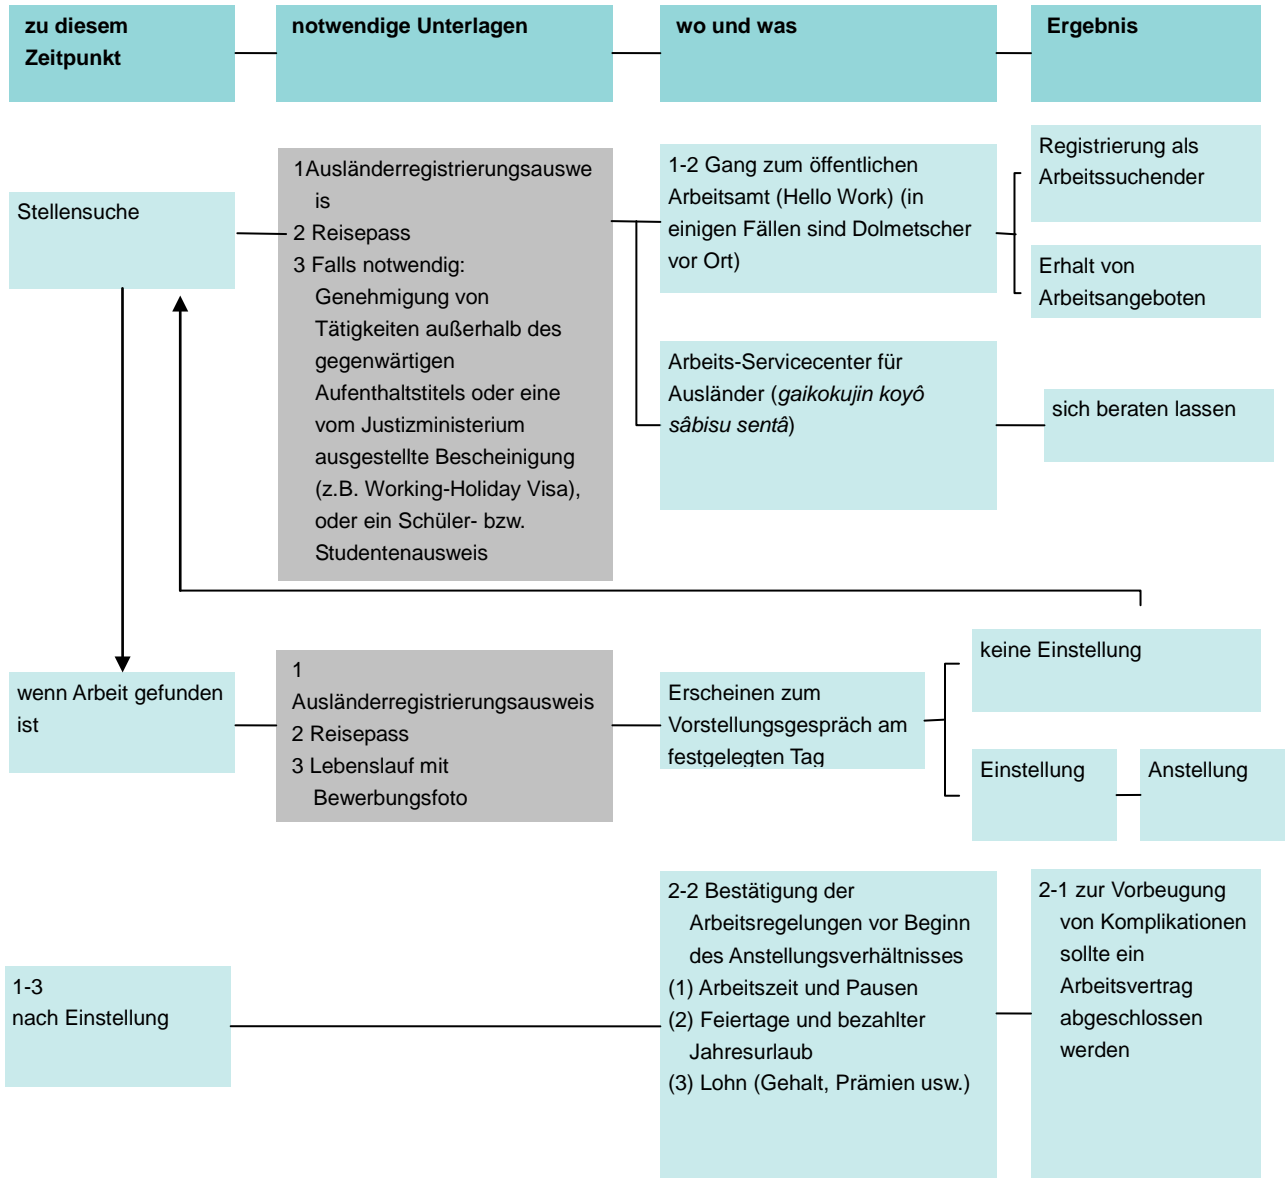 zu diesem
Zeitpunkt
notwendige Unterlagen
wo und was
Ergebnis
Stellensuche
1Ausländerregistrierungsauswe
is
2 Reisepass
3 Falls notwendig:
Genehmigung von
Tätigkeiten außerhalb des
gegenwärtigen
Aufenthaltstitels oder eine
vom Justizministerium
ausgestellte Bescheinigung
(z.B. Working-Holiday Visa),
oder ein Schüler- bzw.
Studentenausweis
1-2 Gang zum öffentlichen
Arbeitsamt (Hello Work) (in
einigen Fällen sind Dolmetscher
vor Ort)
Registrierung als
Arbeitssuchender
Erhalt von
Arbeitsangeboten
Arbeits-Servicecenter für
Ausländer (gaikokujin koyô
sâbisu sentâ)
sich beraten lassen
wenn Arbeit gefunden
ist
1
Ausländerregistrierungsausweis
2 Reisepass
3 Lebenslauf mit
Bewerbungsfoto
Erscheinen zum
Vorstellungsgespräch am
festgelegten Tag
keine Einstellung
Einstellung
Anstellung
1-3
nach Einstellung
2-2 Bestätigung der
Arbeitsregelungen vor Beginn
des Anstellungsverhältnisses
(1) Arbeitszeit und Pausen
(2) Feiertage und bezahlter
Jahresurlaub
(3) Lohn (Gehalt, Prämien usw.)
2-1 zur Vorbeugung
von Komplikationen
sollte ein
Arbeitsvertrag
abgeschlossen
werden